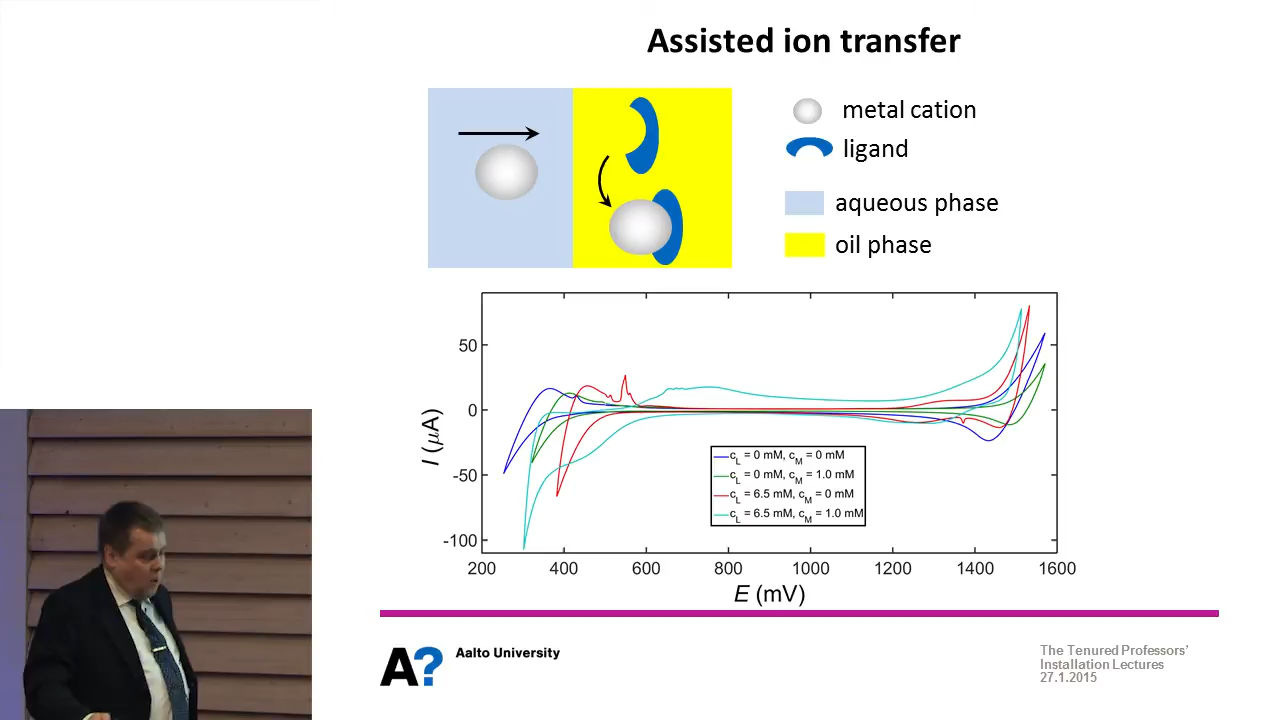 Assisted ion transfer
metal cation
ligand
aqueous phase
oil phase
50
0
-50
-100
I (μA)
c_L = 0 mM, c_M = 0 mM
c_L = 0 mM, c_M = 1.0 mM
c_L = 6.5 mM, c_M = 0 mM
c_L = 6.5 mM, c_M = 1.0 mM
200 400 600 800 1000 1200 1400 1600
E (mV)
A?
Aalto University
The Tenured Professors'
Installation Lectures
27.1.2015